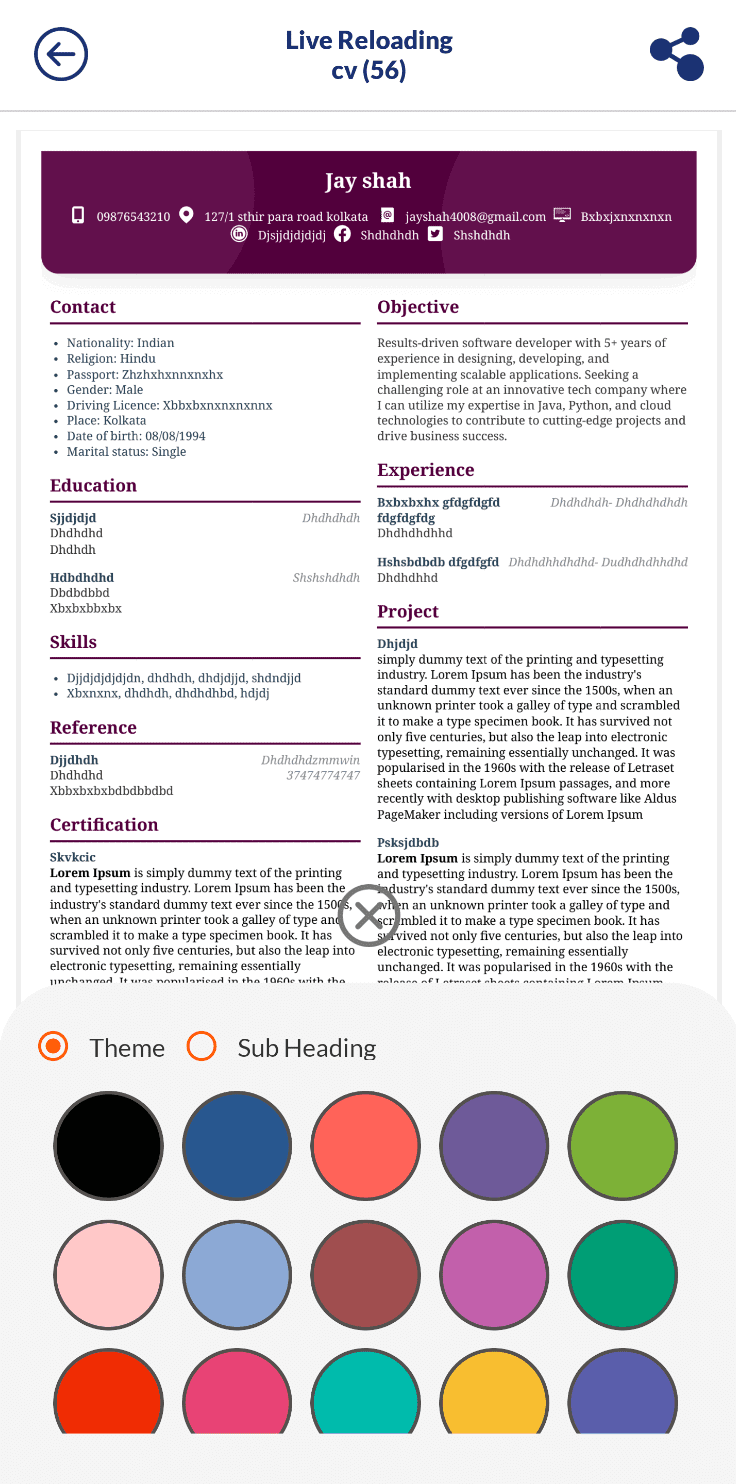 Live Reloading
cv (56)
Jay shah
09876543210 127/1 sthir para road kolkata jayshah4008@gmail.com Bxbxjxnxnxnxn
Djsjjdjdjdjdj Shdhdhdh Shshdhdh
Contact
• Nationality: Indian
• Religion: Hindu
• Passport: Zhzhxhxnnxnxhx
• Gender: Male
• Driving Licence: Xbbxbxnxnxnxnnx
• Place: Kolkata
• Date of birth: 08/08/1994
• Marital status: Single
Education
Sjjdjdjd Dhdhdhdh
Dhdhdhd
Dhdhdh
Hdbdhdhd Shshshdhdh
Dbdbdbbd
Xbxbxbbxbx
Skills
• Djjdjdjdjdjdn, dhdhdh, dhdjdjjd, shdndjjd
• Xbxnxnx, dhdhdh, dhdhdhbd, hdjdj
Reference
Djjdhdh Dhdhdhdzmmwin
Dhdhdhd 37474774747
Xbbxbxbxbdbdbbdbd
Certification
Skvkcic
Lorem Ipsum is simply dummy text of the printing
and typesetting industry. Lorem Ipsum has been the
industry's standard dummy text ever since the 1500s,
when an unknown printer took a galley of type and
scrambled it to make a type specimen book. It has
survived not only five centuries, but also the leap into
electronic typesetting, remaining essentially
unchanged. It was popularised in the 1960s with the
Objective
Results-driven software developer with 5+ years of
experience in designing, developing, and
implementing scalable applications. Seeking a
challenging role at an innovative tech company where
I can utilize my expertise in Java, Python, and cloud
technologies to contribute to cutting-edge projects and
drive business success.
Experience
Bxbxbxhx gfdgfdgfd Dhdhdhdh- Dhdhdhdhdh
fdgfdgfdg
Dhdhdhdhhd
Hshsbdbdb dfgdfgfd Dhdhdhhdhdhd- Dudhdhdhhdhd
Dhdhdhhd
Project
Dhjdjd
simply dummy text of the printing and typesetting
industry. Lorem Ipsum has been the industry's
standard dummy text ever since the 1500s, when an
unknown printer took a galley of type and scrambled
it to make a type specimen book. It has survived not
only five centuries, but also the leap into electronic
typesetting, remaining essentially unchanged. It was
popularised in the 1960s with the release of Letraset
sheets containing Lorem Ipsum passages, and more
recently with desktop publishing software like Aldus
PageMaker including versions of Lorem Ipsum
Psksjdbdb
Lorem Ipsum is simply dummy text of the printing
and typesetting industry. Lorem Ipsum has been the
industry's standard dummy text ever since the 1500s,
when an unknown printer took a galley of type and
scrambled it to make a type specimen book. It has
survived not only five centuries, but also the leap into
electronic typesetting, remaining essentially
unchanged. It was popularised in the 1960s with the
release of Letraset sheets containing Lorem Ipsum
Theme Sub Heading